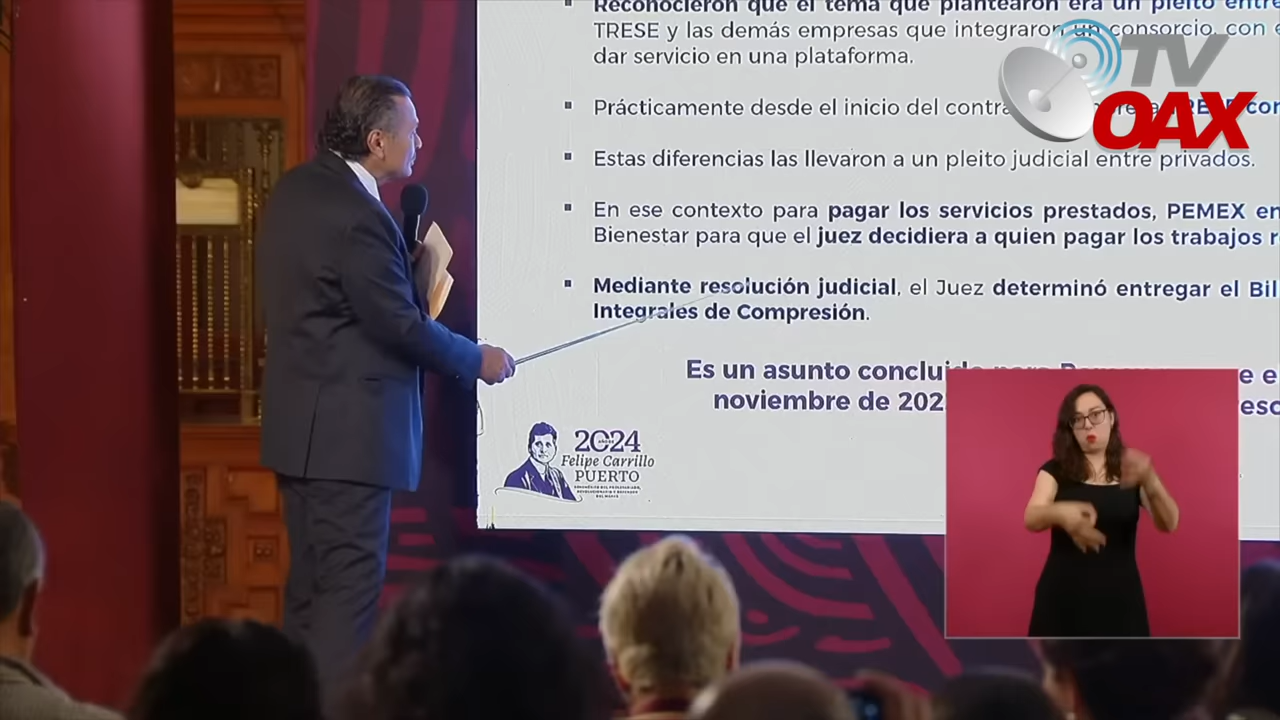 Reconocieron que el tema que plantearon era un pleito entre
TRESE y las demás empresas que integraron un consorcio, con
dar servicio en una plataforma.
Prácticamente desde el inicio del
Estas diferencias las llevaron a un pleito judicial entre privados.
En ese contexto para pagar los servicios prestados, PEMEX
Bienestar para que el juez decidiera a quien pagar los trabajos
Mediante resolución judicial, el Juez determinó entregar el
Integrales de Compresión.
Es un asunto
noviembre de
TV
OAX
2024
AÑO DE
Felipe Carrillo
PUERTO